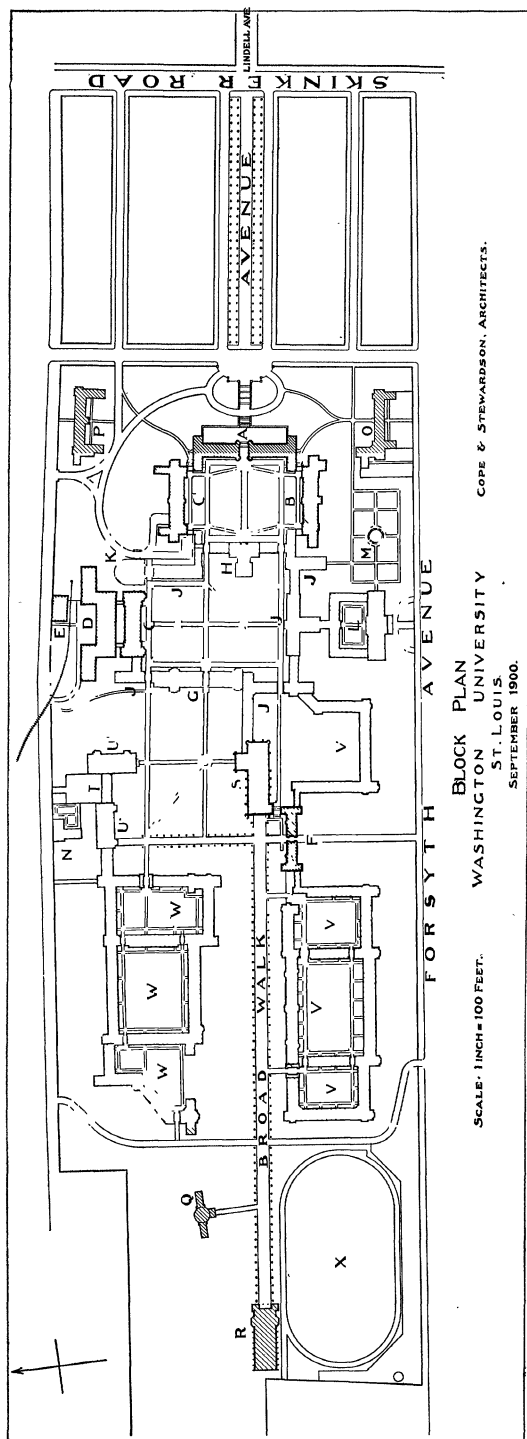 LINDELL AVE
SKINKER ROAD
AVENUE
A
P
O
C
B
K
H
M
E
D
J
J
L
J
J
G
J
U
T
U
N
S
V
F
W
W
W
V
V
V
BROAD WALK
FORSYTH AVENUE
Q
R
X
BLOCK PLAN
WASHINGTON UNIVERSITY
ST. LOUIS.
SEPTEMBER 1900.
SCALE · 1 INCH = 100 FEET.
COPE & STEWARDSON, ARCHITECTS.